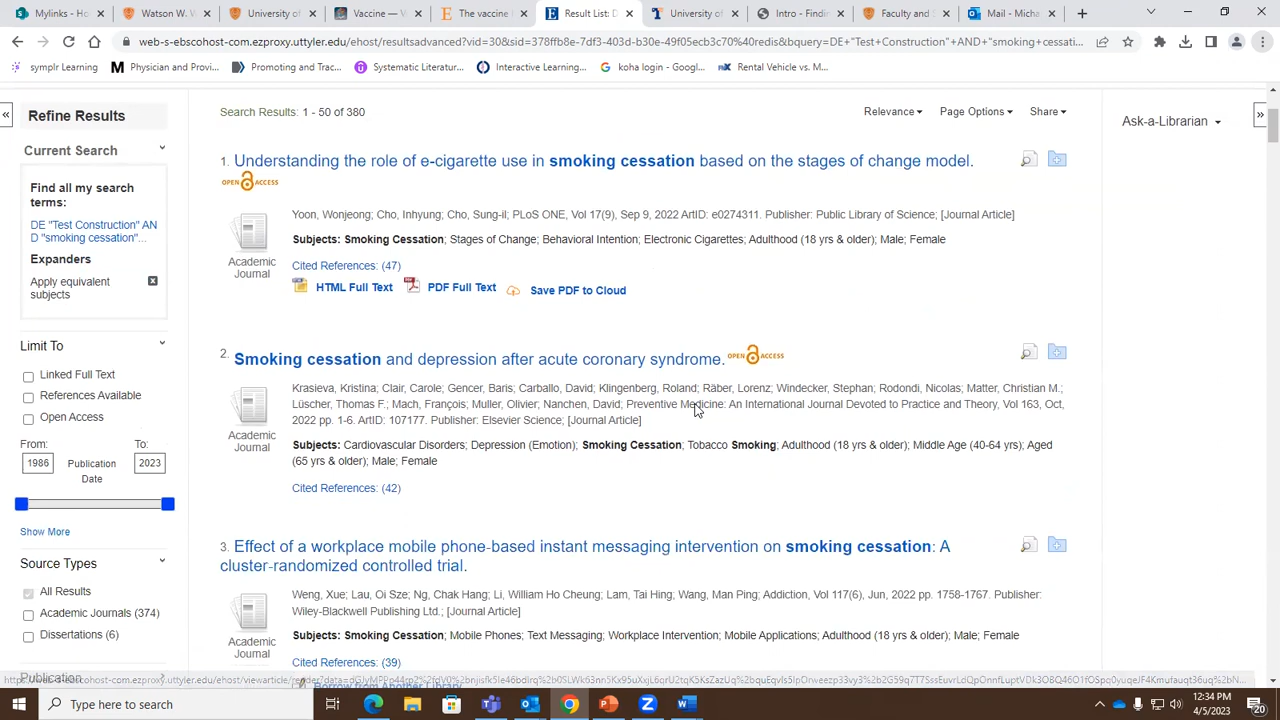 Mylinks - Ho
Watson W. W
University of
Vaccine — W
The vaccine h
Result List: D
University of
Intro - Findin
Faculty and S
Mail - Micha
web-s-ebscohost-com.ezproxy.uttyler.edu/ehost/resultsadvanced?vid=30&sid=378ffb8e-7df3-403d-b30e-49f05ecb3c70%40redis&bquery=DE+"Test+Construction"+AND+"smoking+cessati...
symplr Learning
Physician and Provi...
Promoting and Trac...
Systematic Literatur...
Interactive Learning...
koha login - Googl...
Rental Vehicle vs. M...
Refine Results
Current Search
Find all my search
terms:
DE "Test Construction" AN
D "smoking cessation"...
Expanders
Apply equivalent
subjects
Limit To
Linked Full Text
References Available
Open Access
From:
To:
1986
Publication
Date
2023
Show More
Source Types
All Results
Academic Journals (374)
Dissertations (6)
Publication
Search Results: 1 - 50 of 380
Relevance
Page Options
Share
Ask-a-Librarian
1. Understanding the role of e-cigarette use in smoking cessation based on the stages of change model.
OPEN ACCESS
Yoon, Wonjeong; Cho, Inhyung; Cho, Sung-il; PLoS ONE, Vol 17(9), Sep 9, 2022 ArtID: e0274311. Publisher: Public Library of Science; [Journal Article]
Academic
Journal
Subjects: Smoking Cessation; Stages of Change; Behavioral Intention; Electronic Cigarettes; Adulthood (18 yrs & older); Male; Female
Cited References: (47)
HTML Full Text
PDF Full Text
Save PDF to Cloud
2. Smoking cessation and depression after acute coronary syndrome.
OPEN ACCESS
Krasieva, Kristina; Clair, Carole; Gencer, Baris; Carballo, David; Klingenberg, Roland; Räber, Lorenz; Windecker, Stephan; Rodondi, Nicolas; Matter, Christian M.;
Lüscher, Thomas F.; Mach, François; Muller, Olivier; Nanchen, David; Preventive Medicine: An International Journal Devoted to Practice and Theory, Vol 163, Oct,
2022 pp. 1-6. ArtID: 107177. Publisher: Elsevier Science; [Journal Article]
Academic
Journal
Subjects: Cardiovascular Disorders; Depression (Emotion); Smoking Cessation; Tobacco Smoking; Adulthood (18 yrs & older); Middle Age (40-64 yrs); Aged
(65 yrs & older); Male; Female
Cited References: (42)
3. Effect of a workplace mobile phone-based instant messaging intervention on smoking cessation: A
cluster-randomized controlled trial.
Weng, Xue; Lau, Oi Sze; Ng, Chak Hang; Li, William Ho Cheung; Lam, Tai Hing; Wang, Man Ping; Addiction, Vol 117(6), Jun, 2022 pp. 1758-1767. Publisher:
Wiley-Blackwell Publishing Ltd.; [Journal Article]
Academic
Journal
Subjects: Smoking Cessation; Mobile Phones; Text Messaging; Workplace Intervention; Mobile Applications; Adulthood (18 yrs & older); Male; Female
Cited References: (39)
Borrow from Another Library
Type here to search
12:34 PM
4/5/2023
20